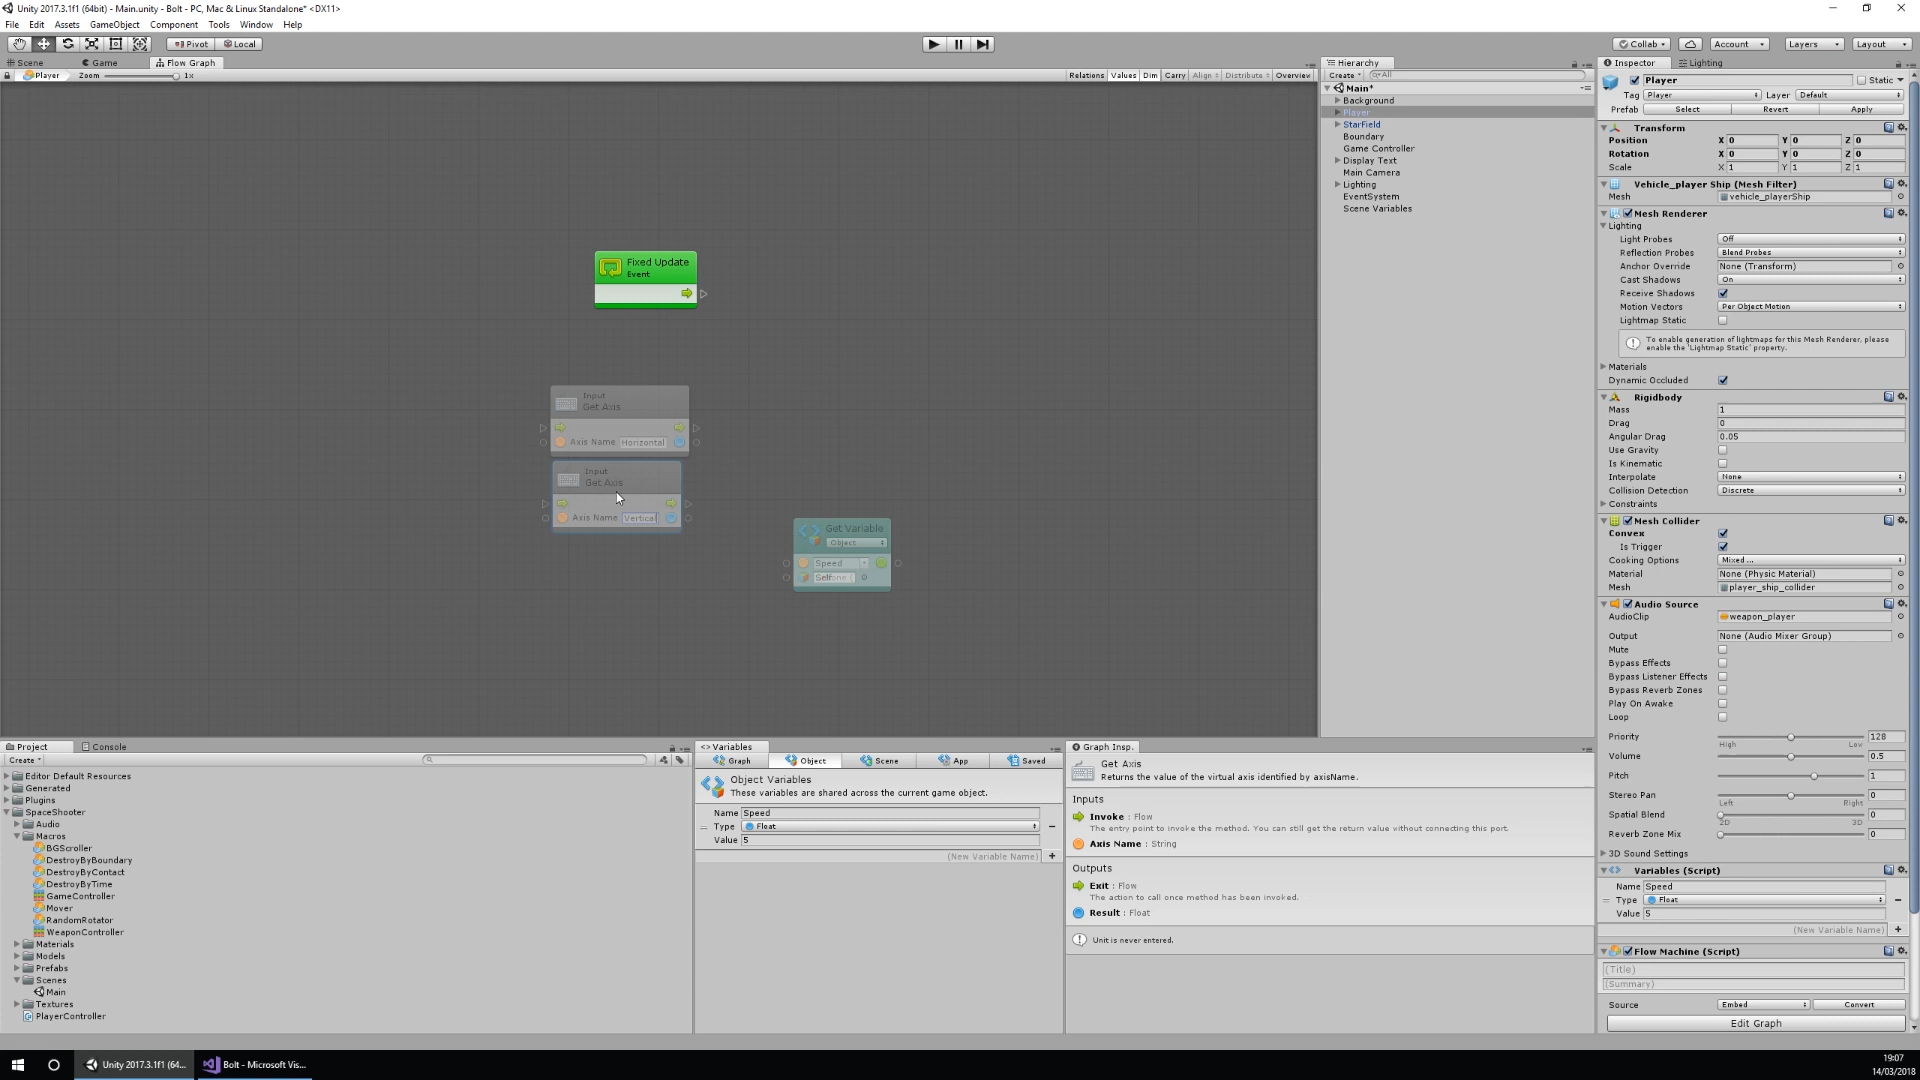 Unity 2017.3.1f1 (64bit) - Main.unity - Bolt - PC, Mac & Linux Standalone* <DX11>
File Edit Assets GameObject Component Tools Window Help
Pivot Local Collab Account Layers Layout
Scene Game Flow Graph
Player Zoom 1x Relations Values Dim Carry Align Distribute Overview
Fixed Update
Event
Input
Get Axis
Axis Name Horizontal
Input
Get Axis
Axis Name Vertical
Get Variable
Object
Speed
Self
Hierarchy
Create All
Main*
Background
Player
StarField
Boundary
Game Controller
Display Text
Main Camera
Lighting
EventSystem
Scene Variables
Inspector Lighting
Player Static
Tag Player Layer Default
Prefab Select Revert Apply
Transform
Position X 0 Y 0 Z 0
Rotation X 0 Y 0 Z 0
Scale X 1 Y 1 Z 1
Vehicle_player Ship (Mesh Filter)
Mesh vehicle_playerShip
Mesh Renderer
Lighting
Light Probes Off
Reflection Probes Blend Probes
Anchor Override None (Transform)
Cast Shadows On
Receive Shadows
Motion Vectors Per Object Motion
Lightmap Static
To enable generation of lightmaps for this Mesh Renderer, please
enable the 'Lightmap Static' property.
Materials
Dynamic Occluded
Rigidbody
Mass 1
Drag 0
Angular Drag 0.05
Use Gravity
Is Kinematic
Interpolate None
Collision Detection Discrete
Constraints
Mesh Collider
Convex
Is Trigger
Cooking Options Mixed ...
Material None (Physic Material)
Mesh player_ship_collider
Audio Source
AudioClip weapon_player
Output None (Audio Mixer Group)
Mute
Bypass Effects
Bypass Listener Effects
Bypass Reverb Zones
Play On Awake
Loop
Priority 128
High Low
Volume 0.5
Pitch 1
Stereo Pan 0
Left Right
Spatial Blend 0
2D 3D
Reverb Zone Mix 0
3D Sound Settings
Variables (Script)
Name Speed
Type Float
Value 5
(New Variable Name)
Flow Machine (Script)
(Title)
(Summary)
Source Embed Convert
Edit Graph
Project Console
Create
Editor Default Resources
Generated
Plugins
SpaceShooter
Audio
Macros
BGScroller
DestroyByBoundary
DestroyByContact
DestroyByTime
GameController
Mover
RandomRotator
WeaponController
Materials
Models
Prefabs
Scenes
Main
Textures
PlayerController
<> Variables
Graph Object Scene App Saved
Object Variables
These variables are shared across the current game object.
Name Speed
Type Float
Value 5
(New Variable Name)
Graph Insp.
Get Axis
Returns the value of the virtual axis identified by axisName.
Inputs
Invoke : Flow
The entry point to invoke the method. You can still get the return value without connecting this port.
Axis Name : String
Outputs
Exit : Flow
The action to call once method has been invoked.
Result : Float
Unit is never entered.
Unity 2017.3.1f1 (64... Bolt - Microsoft Vis...
19:07
14/03/2018